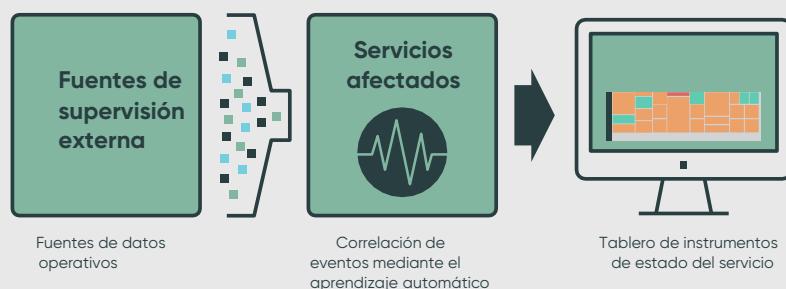 Fuentes de
supervisión
externa
Servicios
afectados
Fuentes de datos
operativos
Correlación de
eventos mediante el
aprendizaje automático
Tablero de instrumentos
de estado del servicio